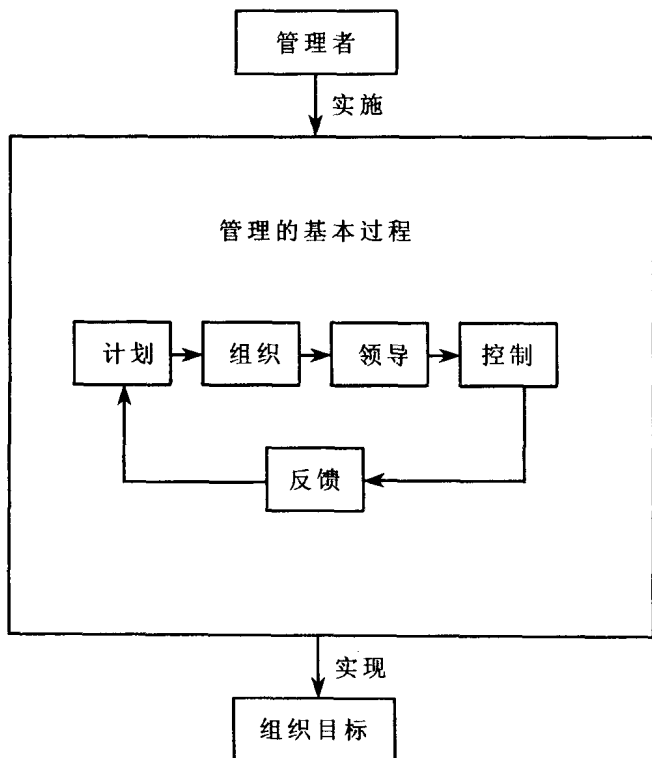 管理者
实施
管理的基本过程
计划 组织 领导 控制
反馈
实现
组织目标